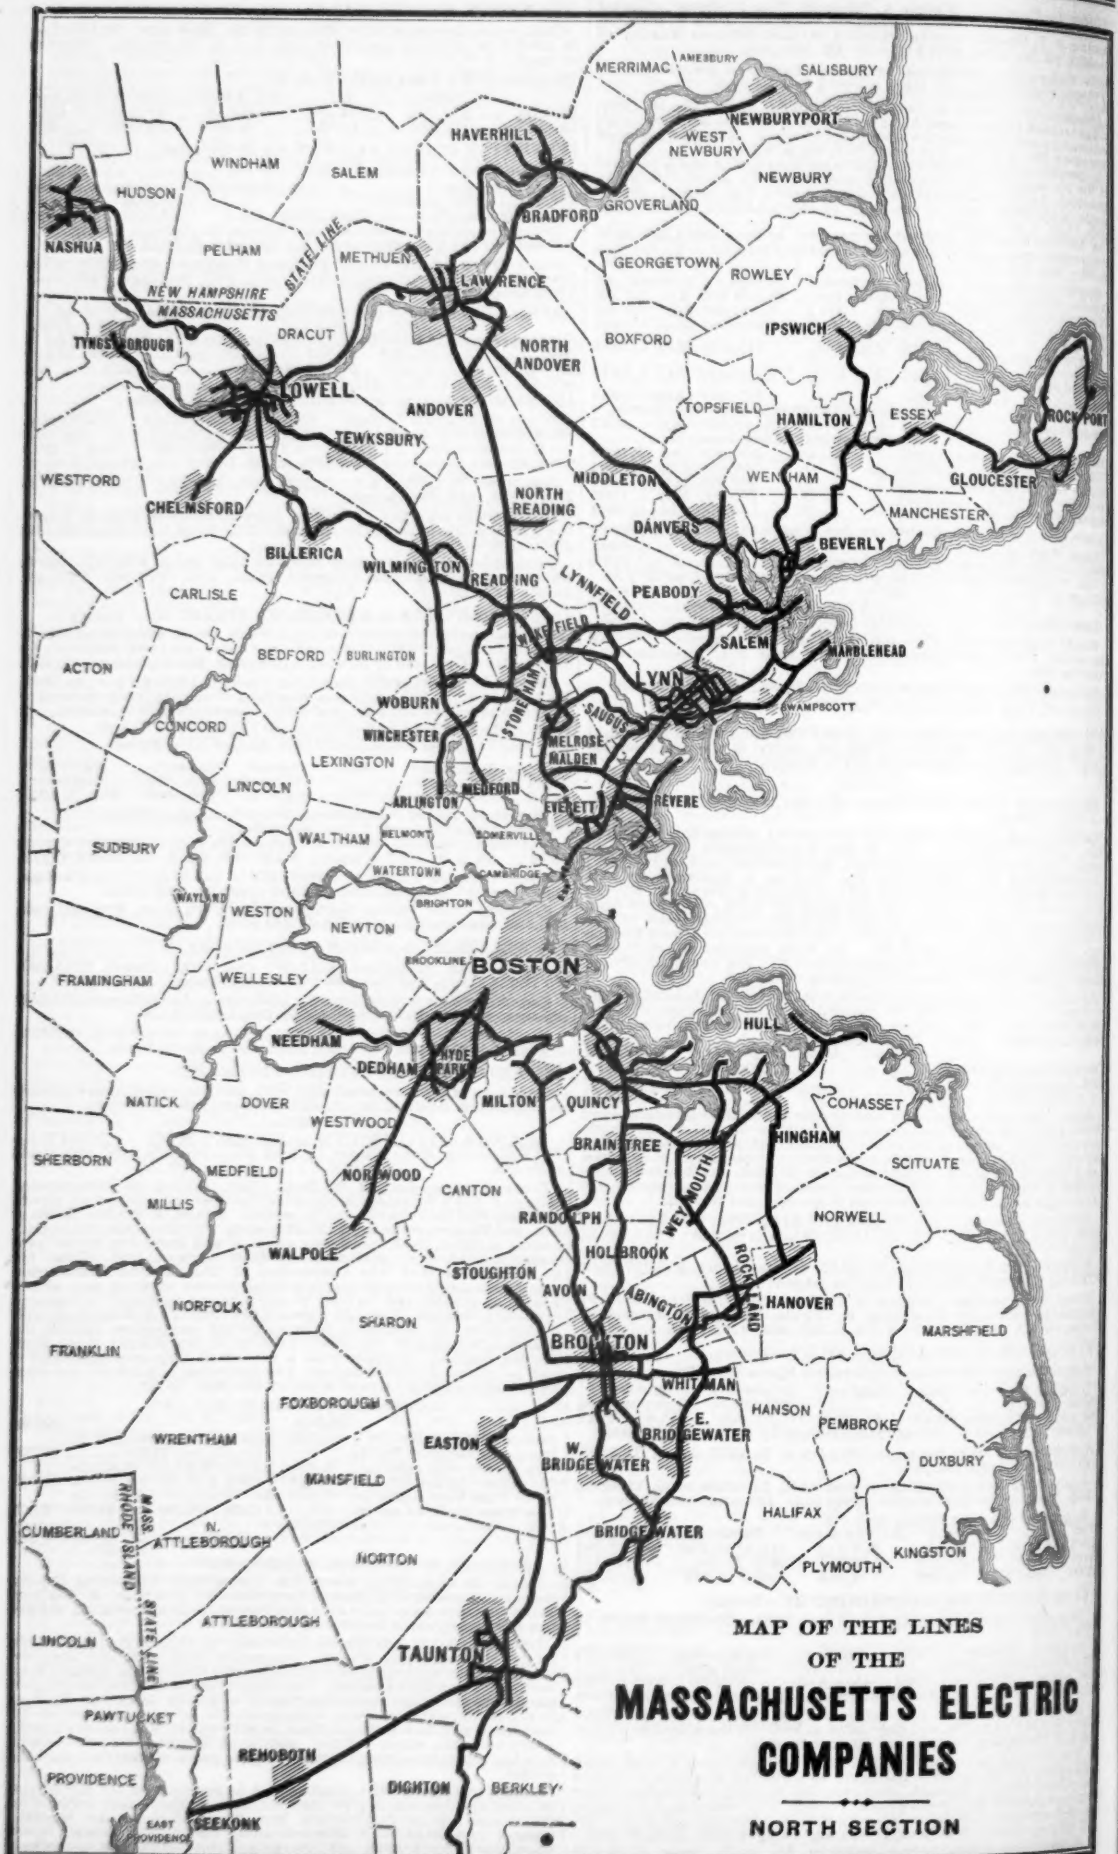 MERRIMAC
AMESBURY
SALISBURY
HAVERHILL
NEWBURYPORT
WEST
NEWBURY
WINDHAM
SALEM
HUDSON
NEWBURY
BRADFORD
GROVERLAND
NASHUA
PELHAM
STATE LINE
METHUEN
GEORGETOWN
ROWLEY
LAWRENCE
NEW HAMPSHIRE
MASSACHUSETTS
DRACUT
TYNGSBOROUGH
IPSWICH
BOXFORD
NORTH
ANDOVER
LOWELL
ANDOVER
TOPSFIELD
HAMILTON
ESSEX
ROCKPORT
TEWKSBURY
WESTFORD
MIDDLETON
WENHAM
GLOUCESTER
CHELMSFORD
NORTH
READING
DANVERS
MANCHESTER
BILLERICA
BEVERLY
WILMINGTON
READING
LYNNFIELD
PEABODY
CARLISLE
WAKEFIELD
SALEM
MARBLEHEAD
ACTON
BEDFORD
BURLINGTON
LYNN
WOBURN
STONEHAM
SWAMPSCOTT
SAUGUS
CONCORD
WINCHESTER
MELROSE
MALDEN
LEXINGTON
LINCOLN
MEDFORD
ARLINGTON
EVERETT
REVERE
SUDBURY
WALTHAM
BELMONT
SOMERVILLE
WATERTOWN
CAMBRIDGE
WAYLAND
WESTON
BRIGHTON
NEWTON
BROOKLINE
BOSTON
FRAMINGHAM
WELLESLEY
HULL
NEEDHAM
DEDHAM
HYDE
PARK
NATICK
DOVER
MILTON
QUINCY
COHASSET
WESTWOOD
BRAINTREE
HINGHAM
SHERBORN
MEDFIELD
NORWOOD
SCITUATE
CANTON
MILLIS
WEYMOUTH
RANDOLPH
NORWELL
WALPOLE
HOLBROOK
STOUGHTON
AVON
ABINGTON
ROCKLAND
HANOVER
NORFOLK
SHARON
BROCKTON
MARSHFIELD
FRANKLIN
WHITMAN
FOXBOROUGH
HANSON
PEMBROKE
WRENTHAM
EASTON
E.
BRIDGEWATER
W.
BRIDGEWATER
MANSFIELD
DUXBURY
MASS.
RHODE ISLAND
STATE LINE
CUMBERLAND
N.
ATTLEBOROUGH
HALIFAX
BRIDGEWATER
KINGSTON
NORTON
PLYMOUTH
ATTLEBOROUGH
LINCOLN
TAUNTON
PAWTUCKET
REHOBOTH
PROVIDENCE
DIGHTON
BERKLEY
EAST
PROVIDENCE
SEEKONK
MAP OF THE LINES
OF THE
MASSACHUSETTS ELECTRIC
COMPANIES
NORTH SECTION